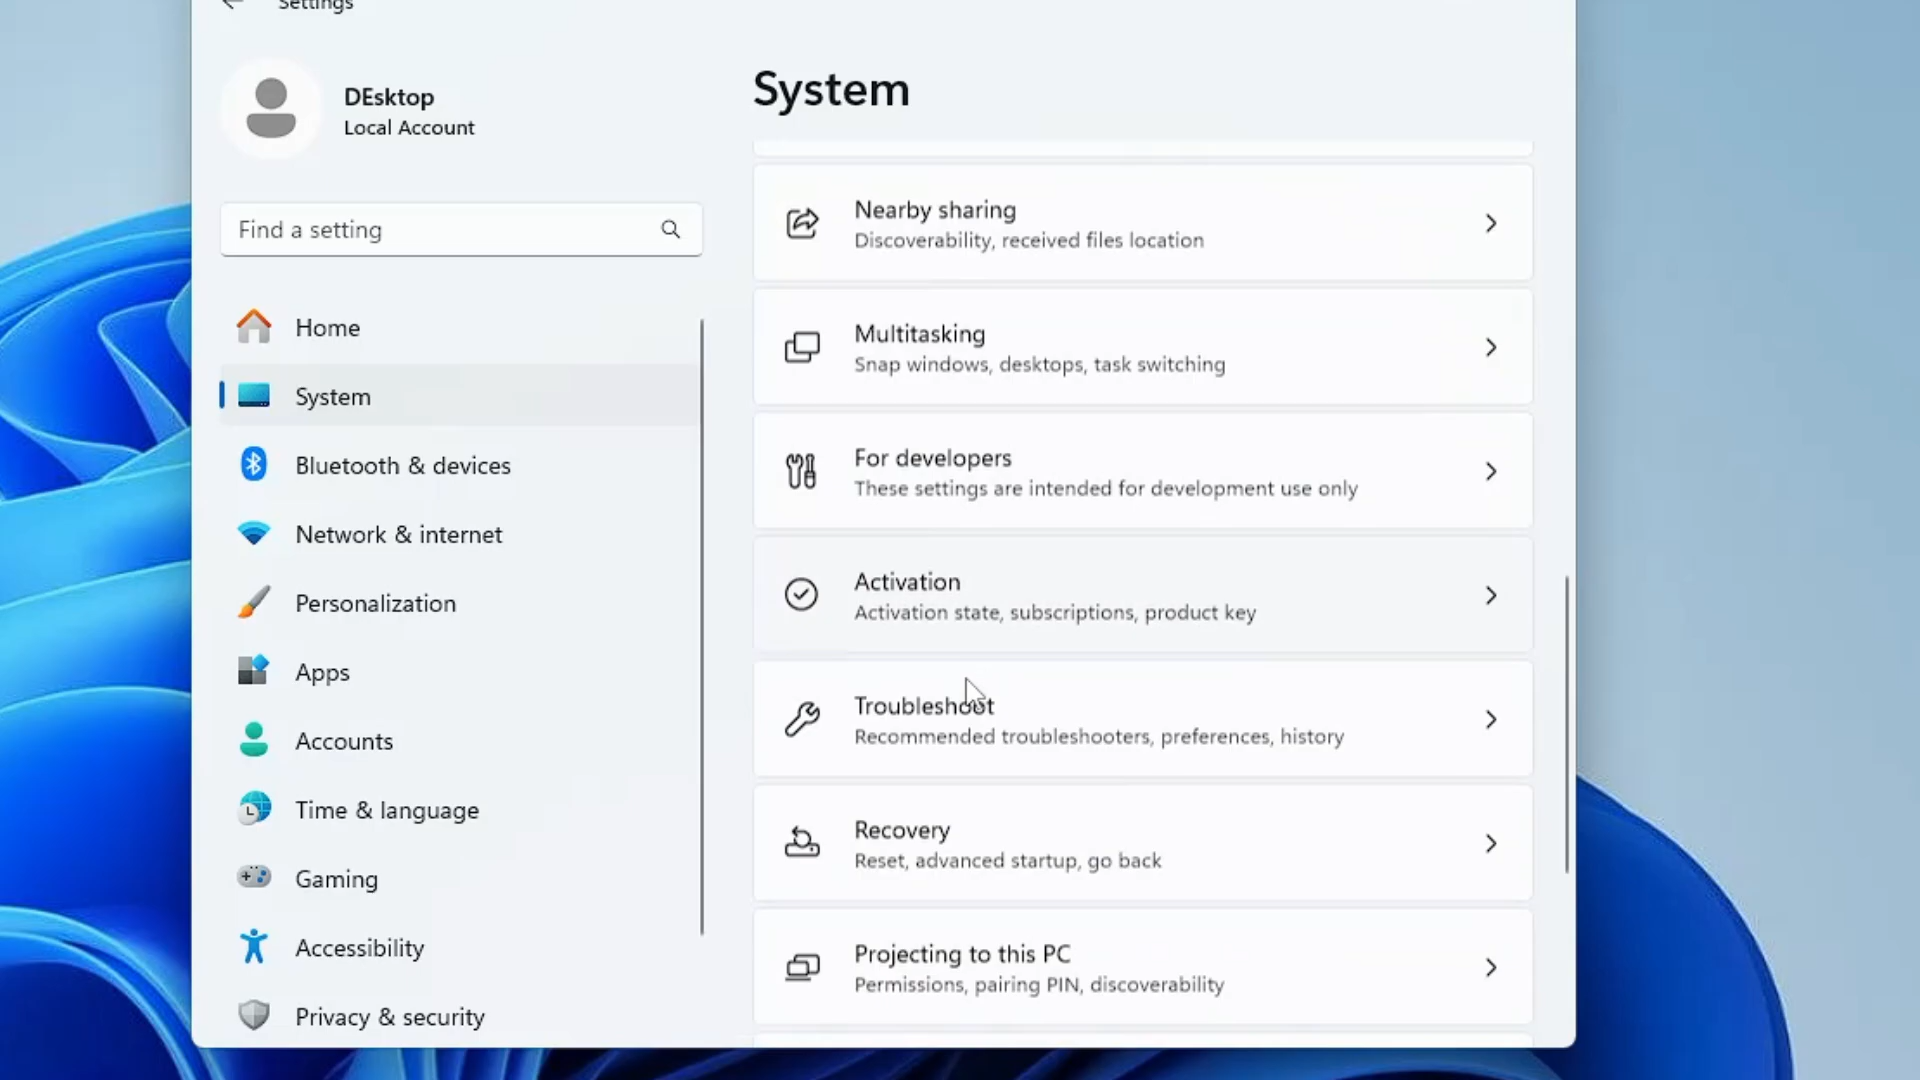 Settings
DEsktop
Local Account
Find a setting
Home
System
Bluetooth & devices
Network & internet
Personalization
Apps
Accounts
Time & language
Gaming
Accessibility
Privacy & security
System
Nearby sharing
Discoverability, received files location
Multitasking
Snap windows, desktops, task switching
For developers
These settings are intended for development use only
Activation
Activation state, subscriptions, product key
Troubleshoot
Recommended troubleshooters, preferences, history
Recovery
Reset, advanced startup, go back
Projecting to this PC
Permissions, pairing PIN, discoverability